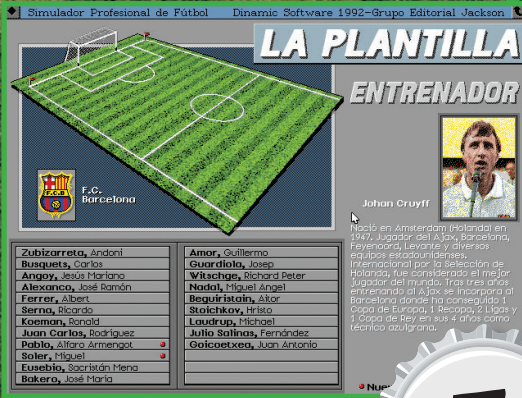 Simulador Profesional de Fútbol Dinamic Software 1992-Grupo Editorial Jackson
LA PLANTILLA
ENTRENADOR
F.C.B
F.C.
Barcelona
Johan Cruyff
Nació en Amsterdam (Holanda) en
1947. Jugador del Ajax, Barcelona,
Feyenoord, Levante y diversos
equipos estadounidenses.
Internacional por la Selección de
Holanda, fue considerado el mejor
jugador del mundo. Tras tres años
entrenando al Ajax se incorpora al
Barcelona donde ha conseguido 1
Copa de Europa, 1 Recopa, 2 Ligas y
1 Copa de Rey en sus 4 años como
técnico azulgrana.
Zubizarreta, Andoni
Busquets, Carlos
Angoy, Jesús Mariano
Alexanco, José Ramón
Ferrer, Albert
Serna, Ricardo
Koeman, Ronald
Juan Carlos, Rodríguez
Pablo, Alfaro Armengot
Soler, Miguel
Eusebio, Sacristán Mena
Bakero, José María
Amor, Guillermo
Guardiola, Josep
Witschge, Richard Peter
Nadal, Miguel Angel
Beguiristain, Aitor
Stoichkov, Hristo
Laudrup, Michael
Julio Salinas, Fernández
Goicoetxea, Juan Antonio